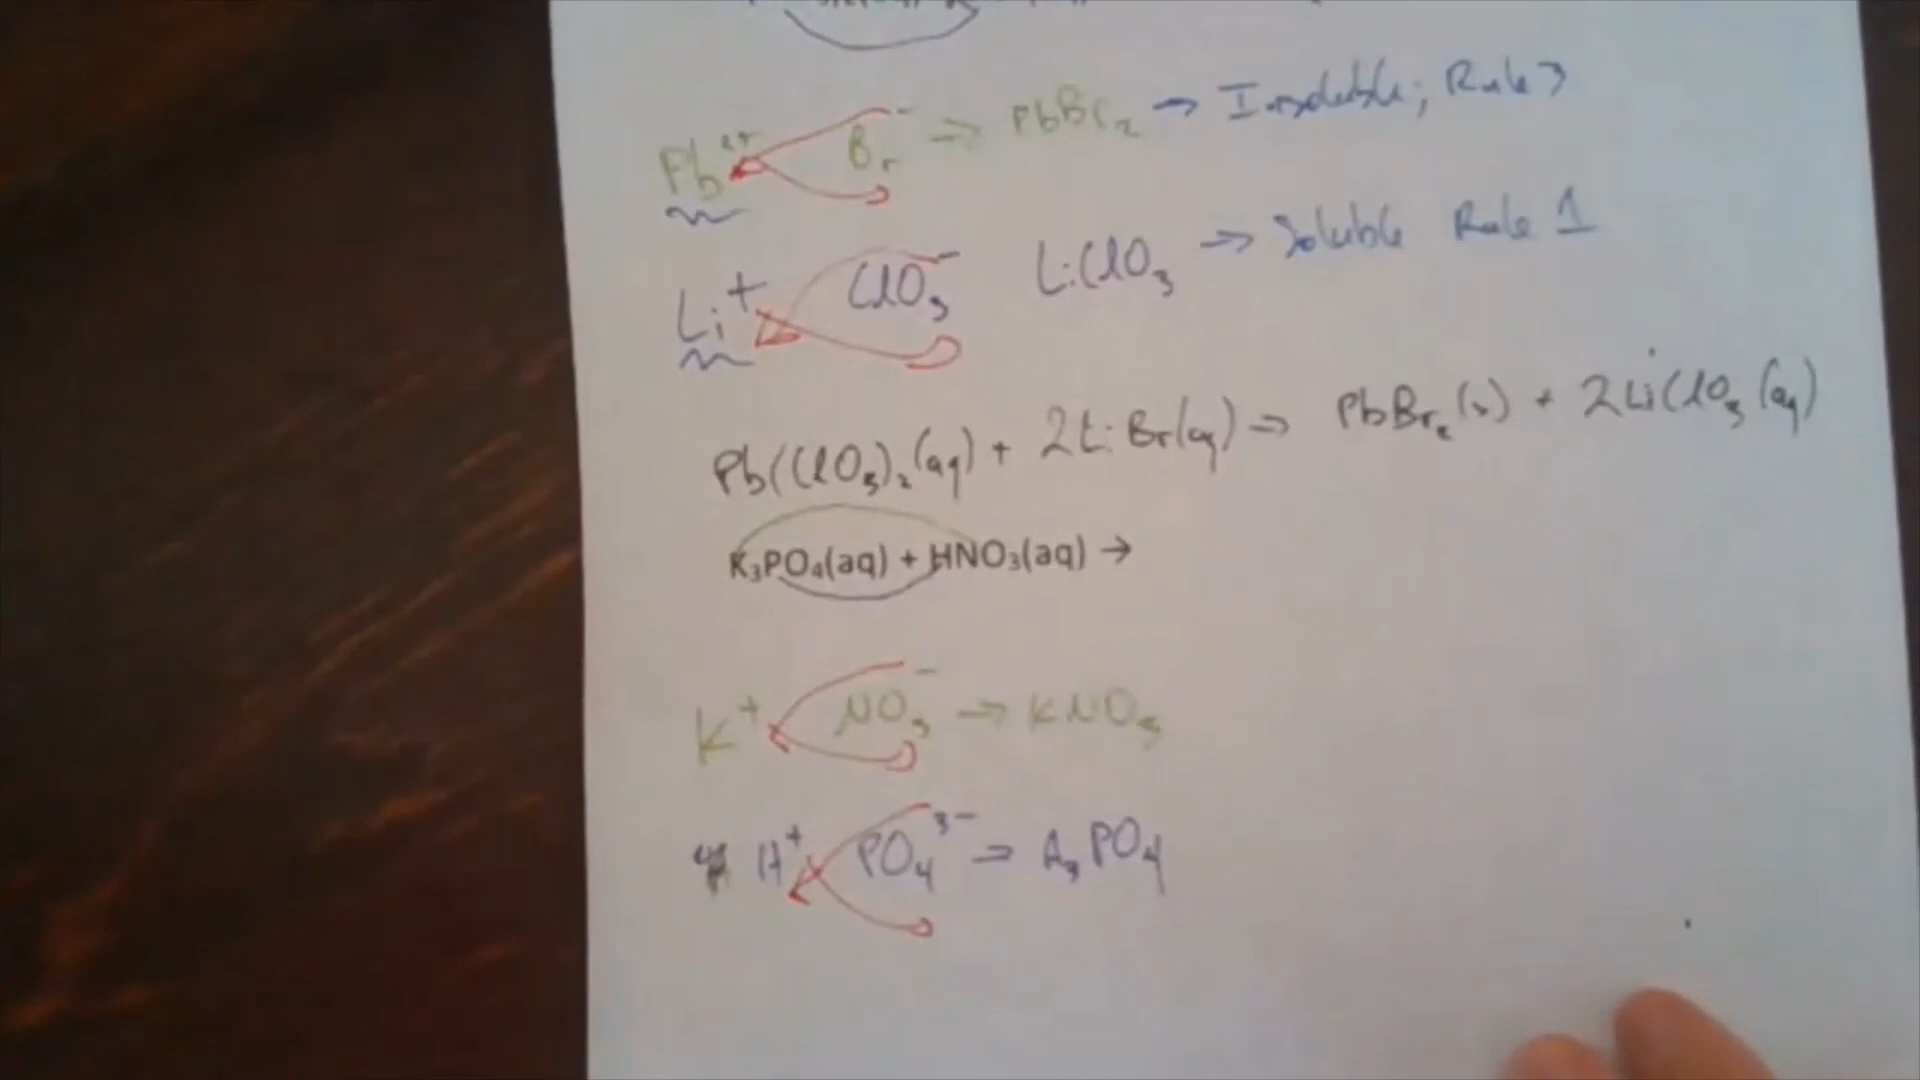 Pb²⁺ Br⁻ → PbBr₂ → Insoluble; Rule 3
Li⁺ ClO₃⁻ LiClO₃ → Soluble Rule 1
Pb(ClO₃)₂(aq) + 2LiBr(aq) → PbBr₂(s) + 2LiClO₃(aq)
K₃PO₄(aq) + HNO₃(aq) →
K⁺ NO₃⁻ → KNO₃
H⁺ PO₄³⁻ → H₃PO₄